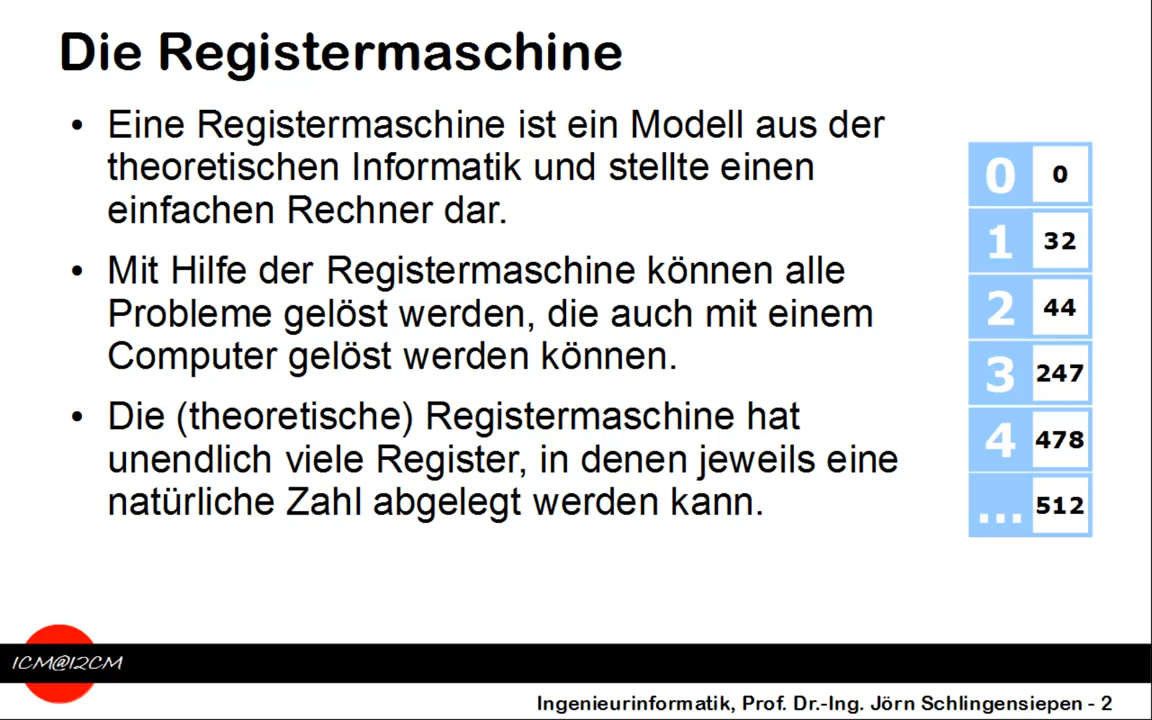 Die Registermaschine
• Eine Registermaschine ist ein Modell aus der
theoretischen Informatik und stellte einen
einfachen Rechner dar.
• Mit Hilfe der Registermaschine können alle
Probleme gelöst werden, die auch mit einem
Computer gelöst werden können.
• Die (theoretische) Registermaschine hat
unendlich viele Register, in denen jeweils eine
natürliche Zahl abgelegt werden kann.
0 0
1 32
2 44
3 247
4 478
... 512
1CM@12CM
Ingenieurinformatik, Prof. Dr.-Ing. Jörn Schlingensiepen - 2